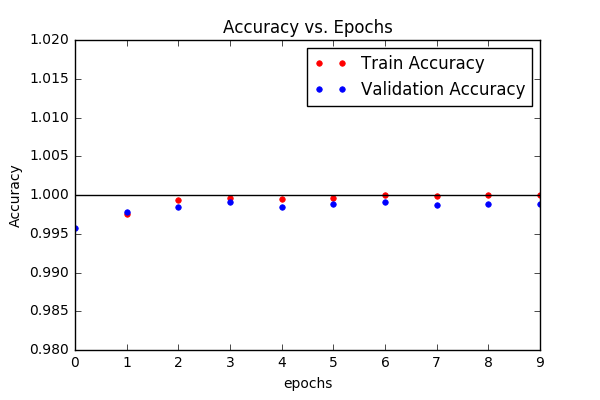 Accuracy vs. Epochs
1.020
1.015
1.010
1.005
1.000
0.995
0.990
0.985
0.980
Accuracy
Train Accuracy
Validation Accuracy
0 1 2 3 4 5 6 7 8 9
epochs